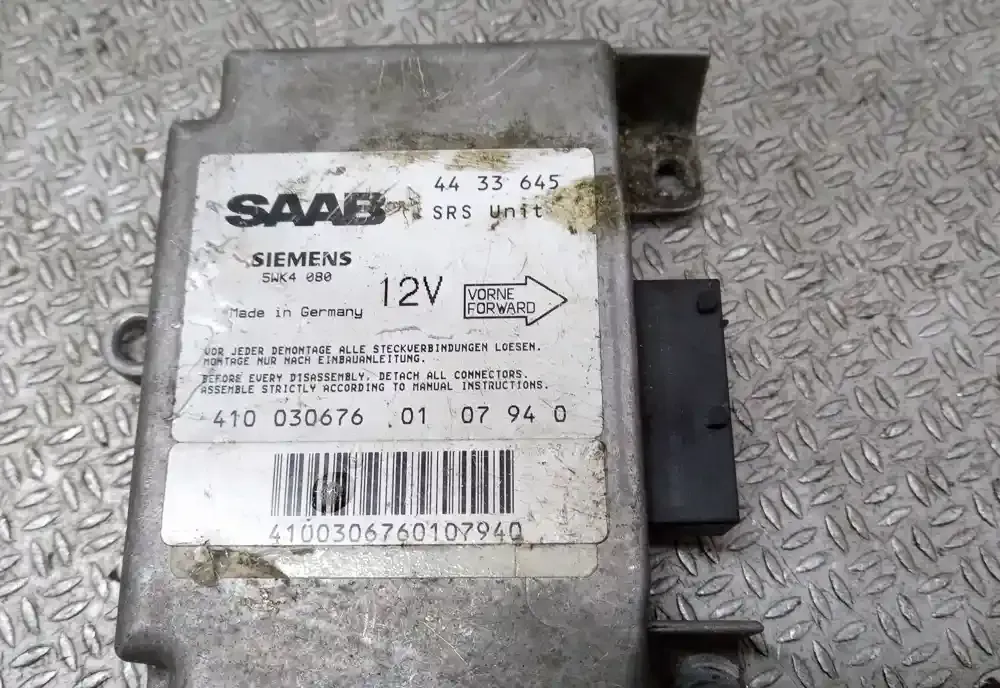 SAAB
44 33 645
SRS Unit
SIEMENS
5WK4 080
12V
VORNE
FORWARD
Made in Germany
VOR JEDER DEMONTAGE ALLE STECKVERBINDUNGEN LOESEN.
MONTAGE NUR NACH EINBAUANLEITUNG.
BEFORE EVERY DISASSEMBLY, DETACH ALL CONNECTORS.
ASSEMBLE STRICTLY ACCORDING TO MANUAL INSTRUCTIONS.
410 030676 01 07 94 0
4100306760107940